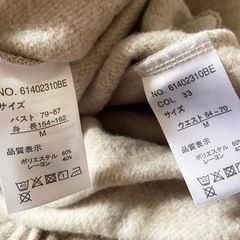 NO. 61402310BE
サイズ
バスト 79-87
身 長 154-162
M
品質表示
ポリエステル 60%
レーヨン 40%
NO. 61402310BE
COL 33
サイズ
ウエスト 64-70
M
品質表示
ポリエステル 60%
レーヨン 40%